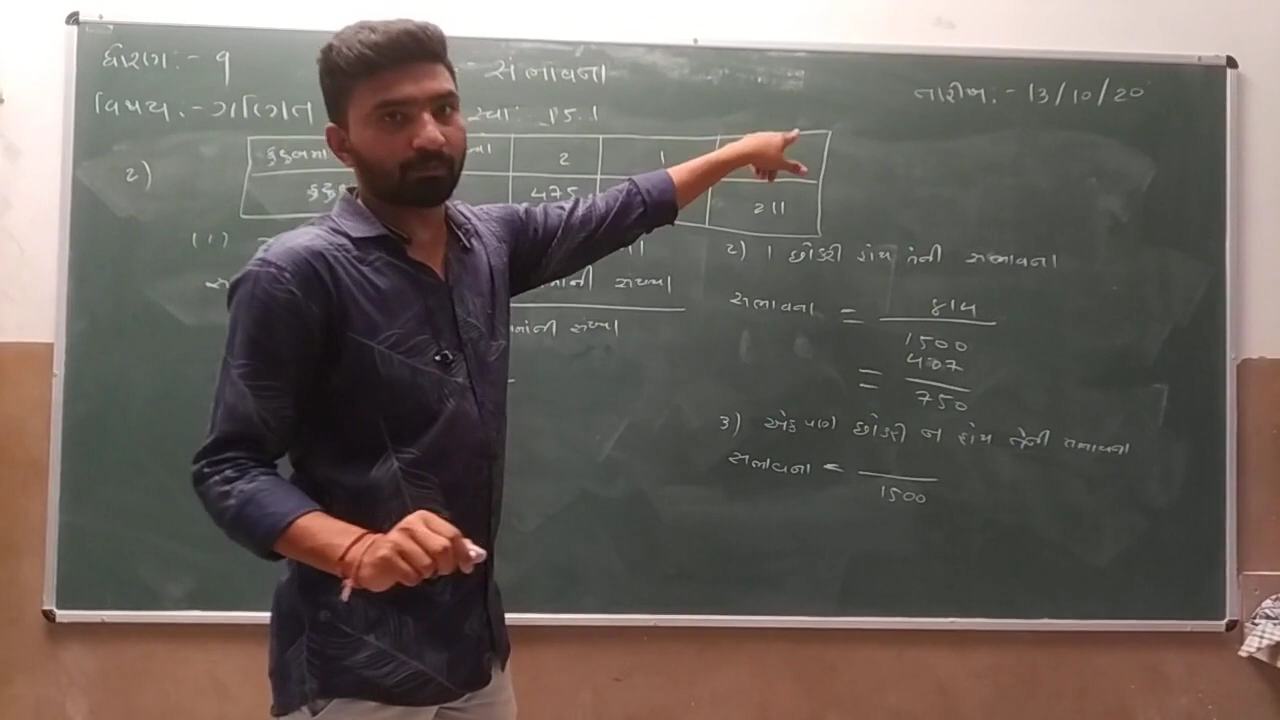 ધોરણ :- 9
સંભાવના
તારીખ :- 13/10/20
વિષય :- ગણિત
15.1
2)
કુટુંબમાં
2
1
475
211
(1)
2) 1 છોકરી હોય તેની સંભાવના
સંભાવના = 814
1500
= 407
750
ની સંખ્યા
ની સંખ્યા
3) એક પણ છોકરી ન હોય તેની સંભાવના
સંભાવના =
1500